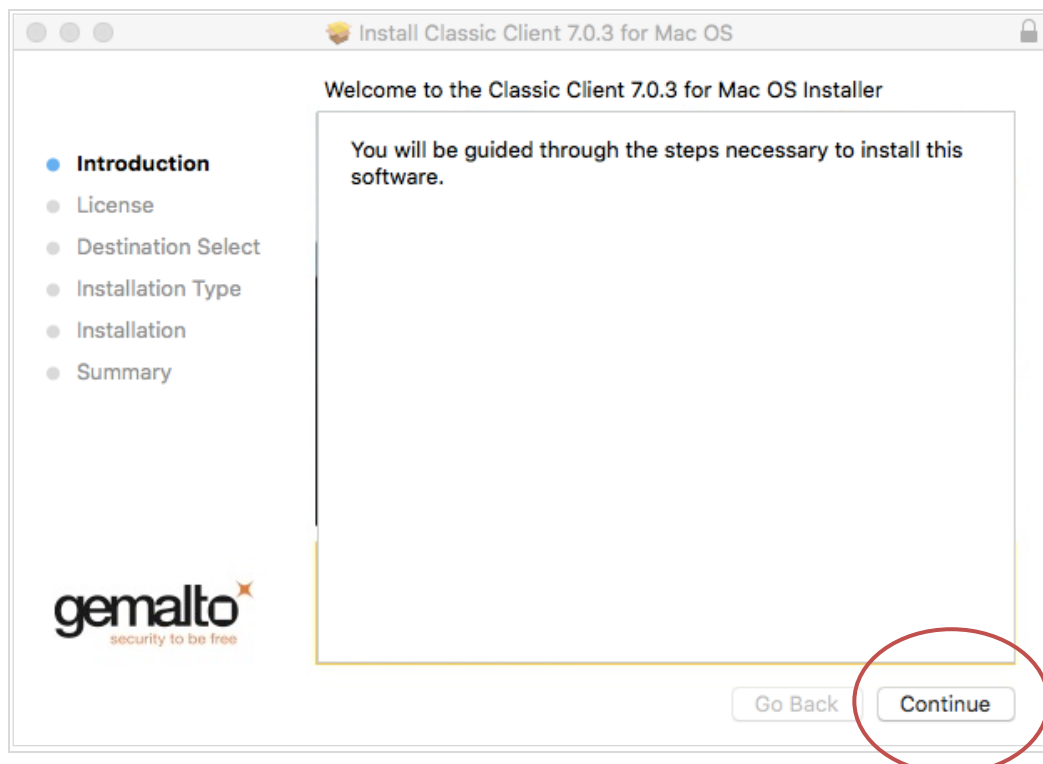 Install Classic Client 7.0.3 for Mac OS
Welcome to the Classic Client 7.0.3 for Mac OS Installer
Introduction
License
Destination Select
Installation Type
Installation
Summary
You will be guided through the steps necessary to install this
software.
gemalto
security to be free
Go Back
Continue